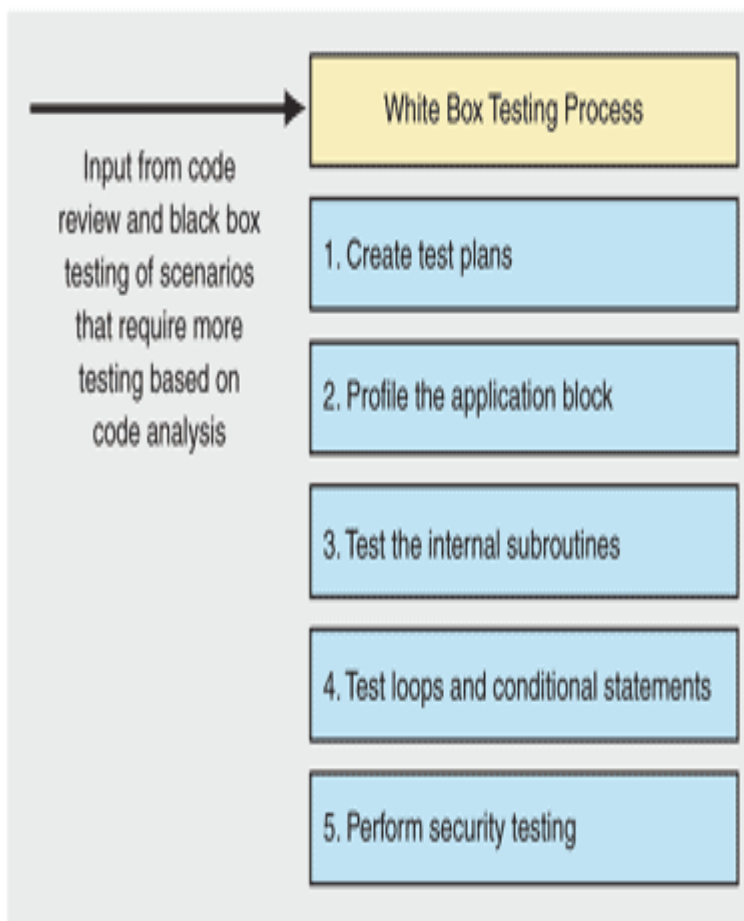 White Box Testing Process
Input from code
review and black box
testing of scenarios
that require more
testing based on
code analysis
1. Create test plans
2. Profile the application block
3. Test the internal subroutines
4. Test loops and conditional statements
5. Perform security testing